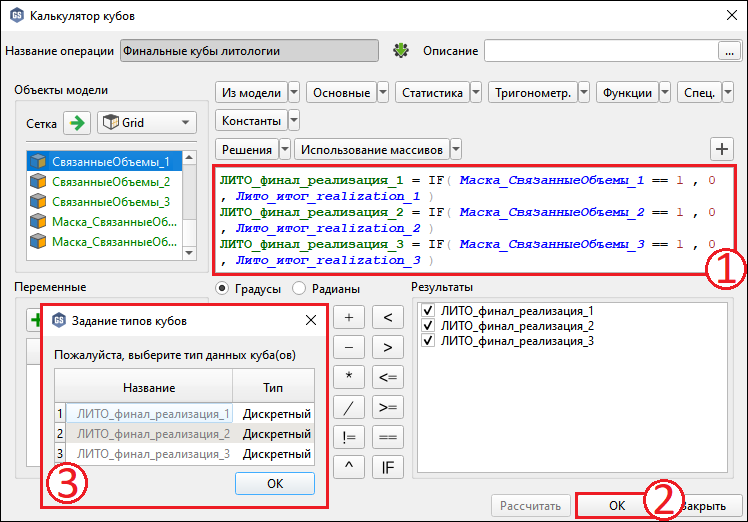 GS Калькулятор кубов
Название операции Финальные кубы литологии Описание ...
Объекты модели
Сетка Grid
СвязанныеОбъемы_1
СвязанныеОбъемы_2
СвязанныеОбъемы_3
Маска_СвязанныеОб...
Маска_СвязанныеОб...
Из модели Основные Статистика Тригонометр. Функции Спец.
Константы
Решения Использование массивов +
ЛИТО_финал_реализация_1 = IF( Маска_СвязанныеОбъемы_1 == 1 , 0
, Лито_итог_realization_1 )
ЛИТО_финал_реализация_2 = IF( Маска_СвязанныеОбъемы_2 == 1 , 0
, Лито_итог_realization_2 )
ЛИТО_финал_реализация_3 = IF( Маска_СвязанныеОбъемы_3 == 1 , 0
, Лито_итог_realization_3 )
1
Переменные
Градусы Радианы
Результаты
ЛИТО_финал_реализация_1
ЛИТО_финал_реализация_2
ЛИТО_финал_реализация_3
GS Задание типов кубов
Пожалуйста, выберите тип данных куба(ов)
Название Тип
1 ЛИТО_финал_реализация_1 Дискретный
2 ЛИТО_финал_реализация_2 Дискретный
3 ЛИТО_финал_реализация_3 Дискретный
OK
3
+ <
− >
* <=
/ >=
!= ==
^ IF
Рассчитать OK 2 Закрыть